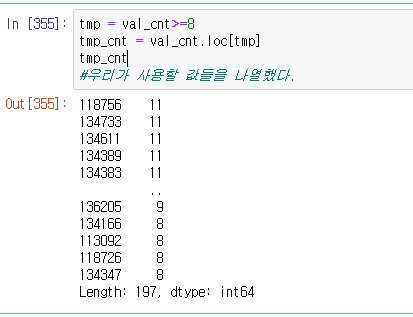 In [355]: tmp = val_cnt>=8
tmp_cnt = val_cnt.loc[tmp]
tmp_cnt
#우리가 사용할 값들을 나열했다.
Out[355]: 118756 11
134733 11
134611 11
134389 11
134383 11
..
136205 9
134166 8
113092 8
118726 8
134347 8
Length: 197, dtype: int64